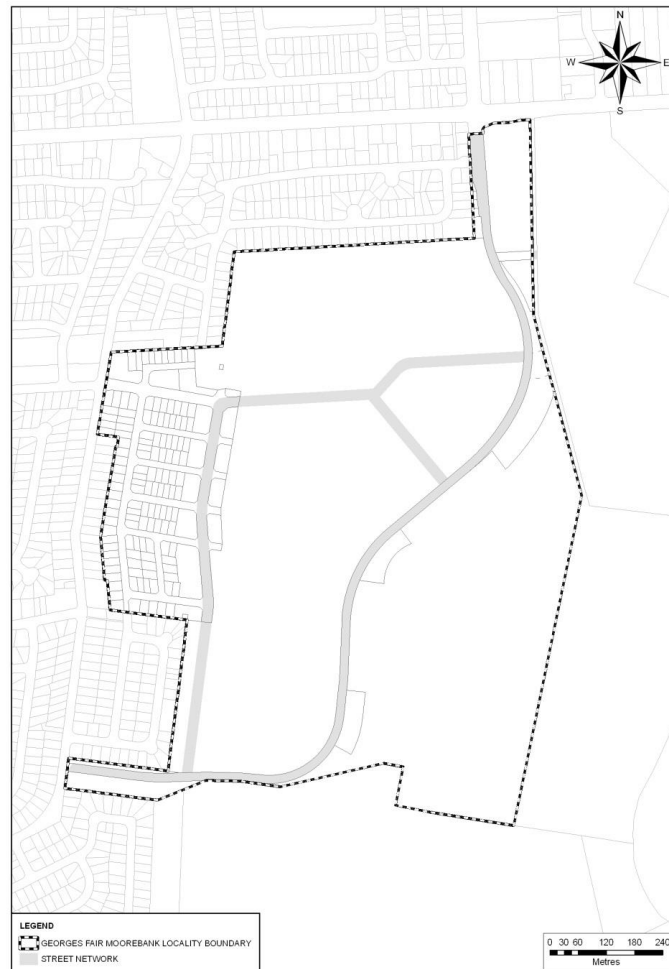 N
W E
S
LEGEND
GEORGES FAIR MOOREBANK LOCALITY BOUNDARY
STREET NETWORK
0 30 60 120 180 240
Metres